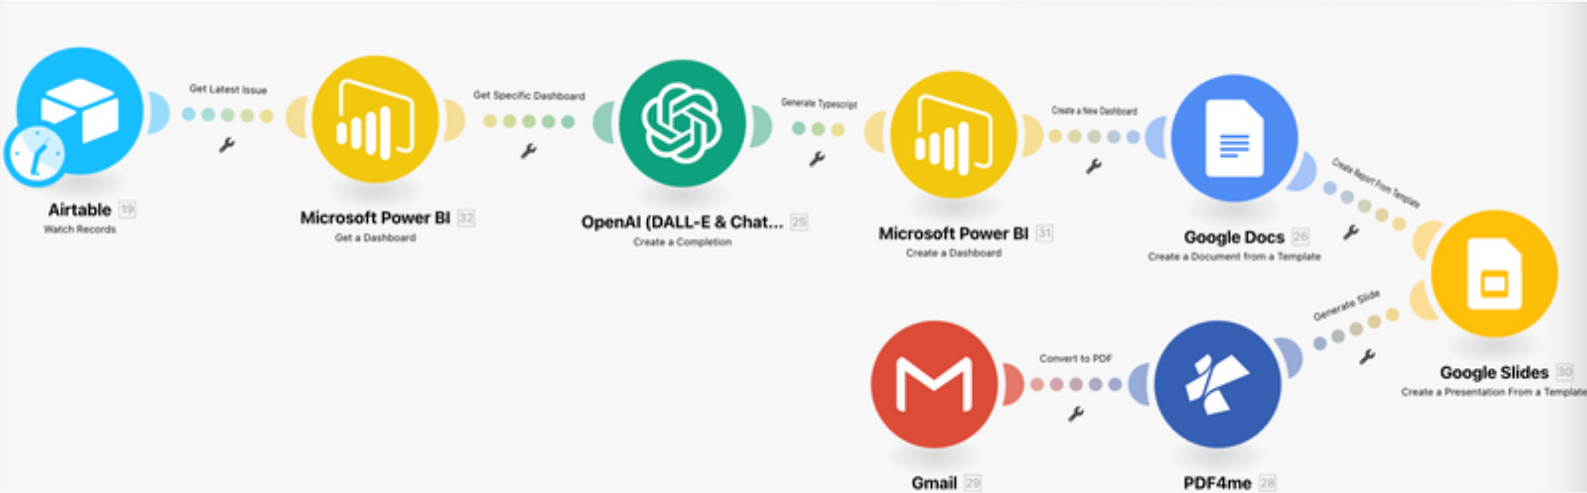 Get Latest Issue
Get Specific Dashboard
Generate Typescript
Create a New Dashboard
Create Report From Template
Airtable 19
Watch Records
Microsoft Power BI 32
Get a Dashboard
OpenAI (DALL-E & Chat... 25
Create a Completion
Microsoft Power BI 31
Create a Dashboard
Google Docs 26
Create a Document from a Template
Generate Slide
Google Slides 30
Create a Presentation From a Template
Convert to PDF
Gmail 29
PDF4me 28